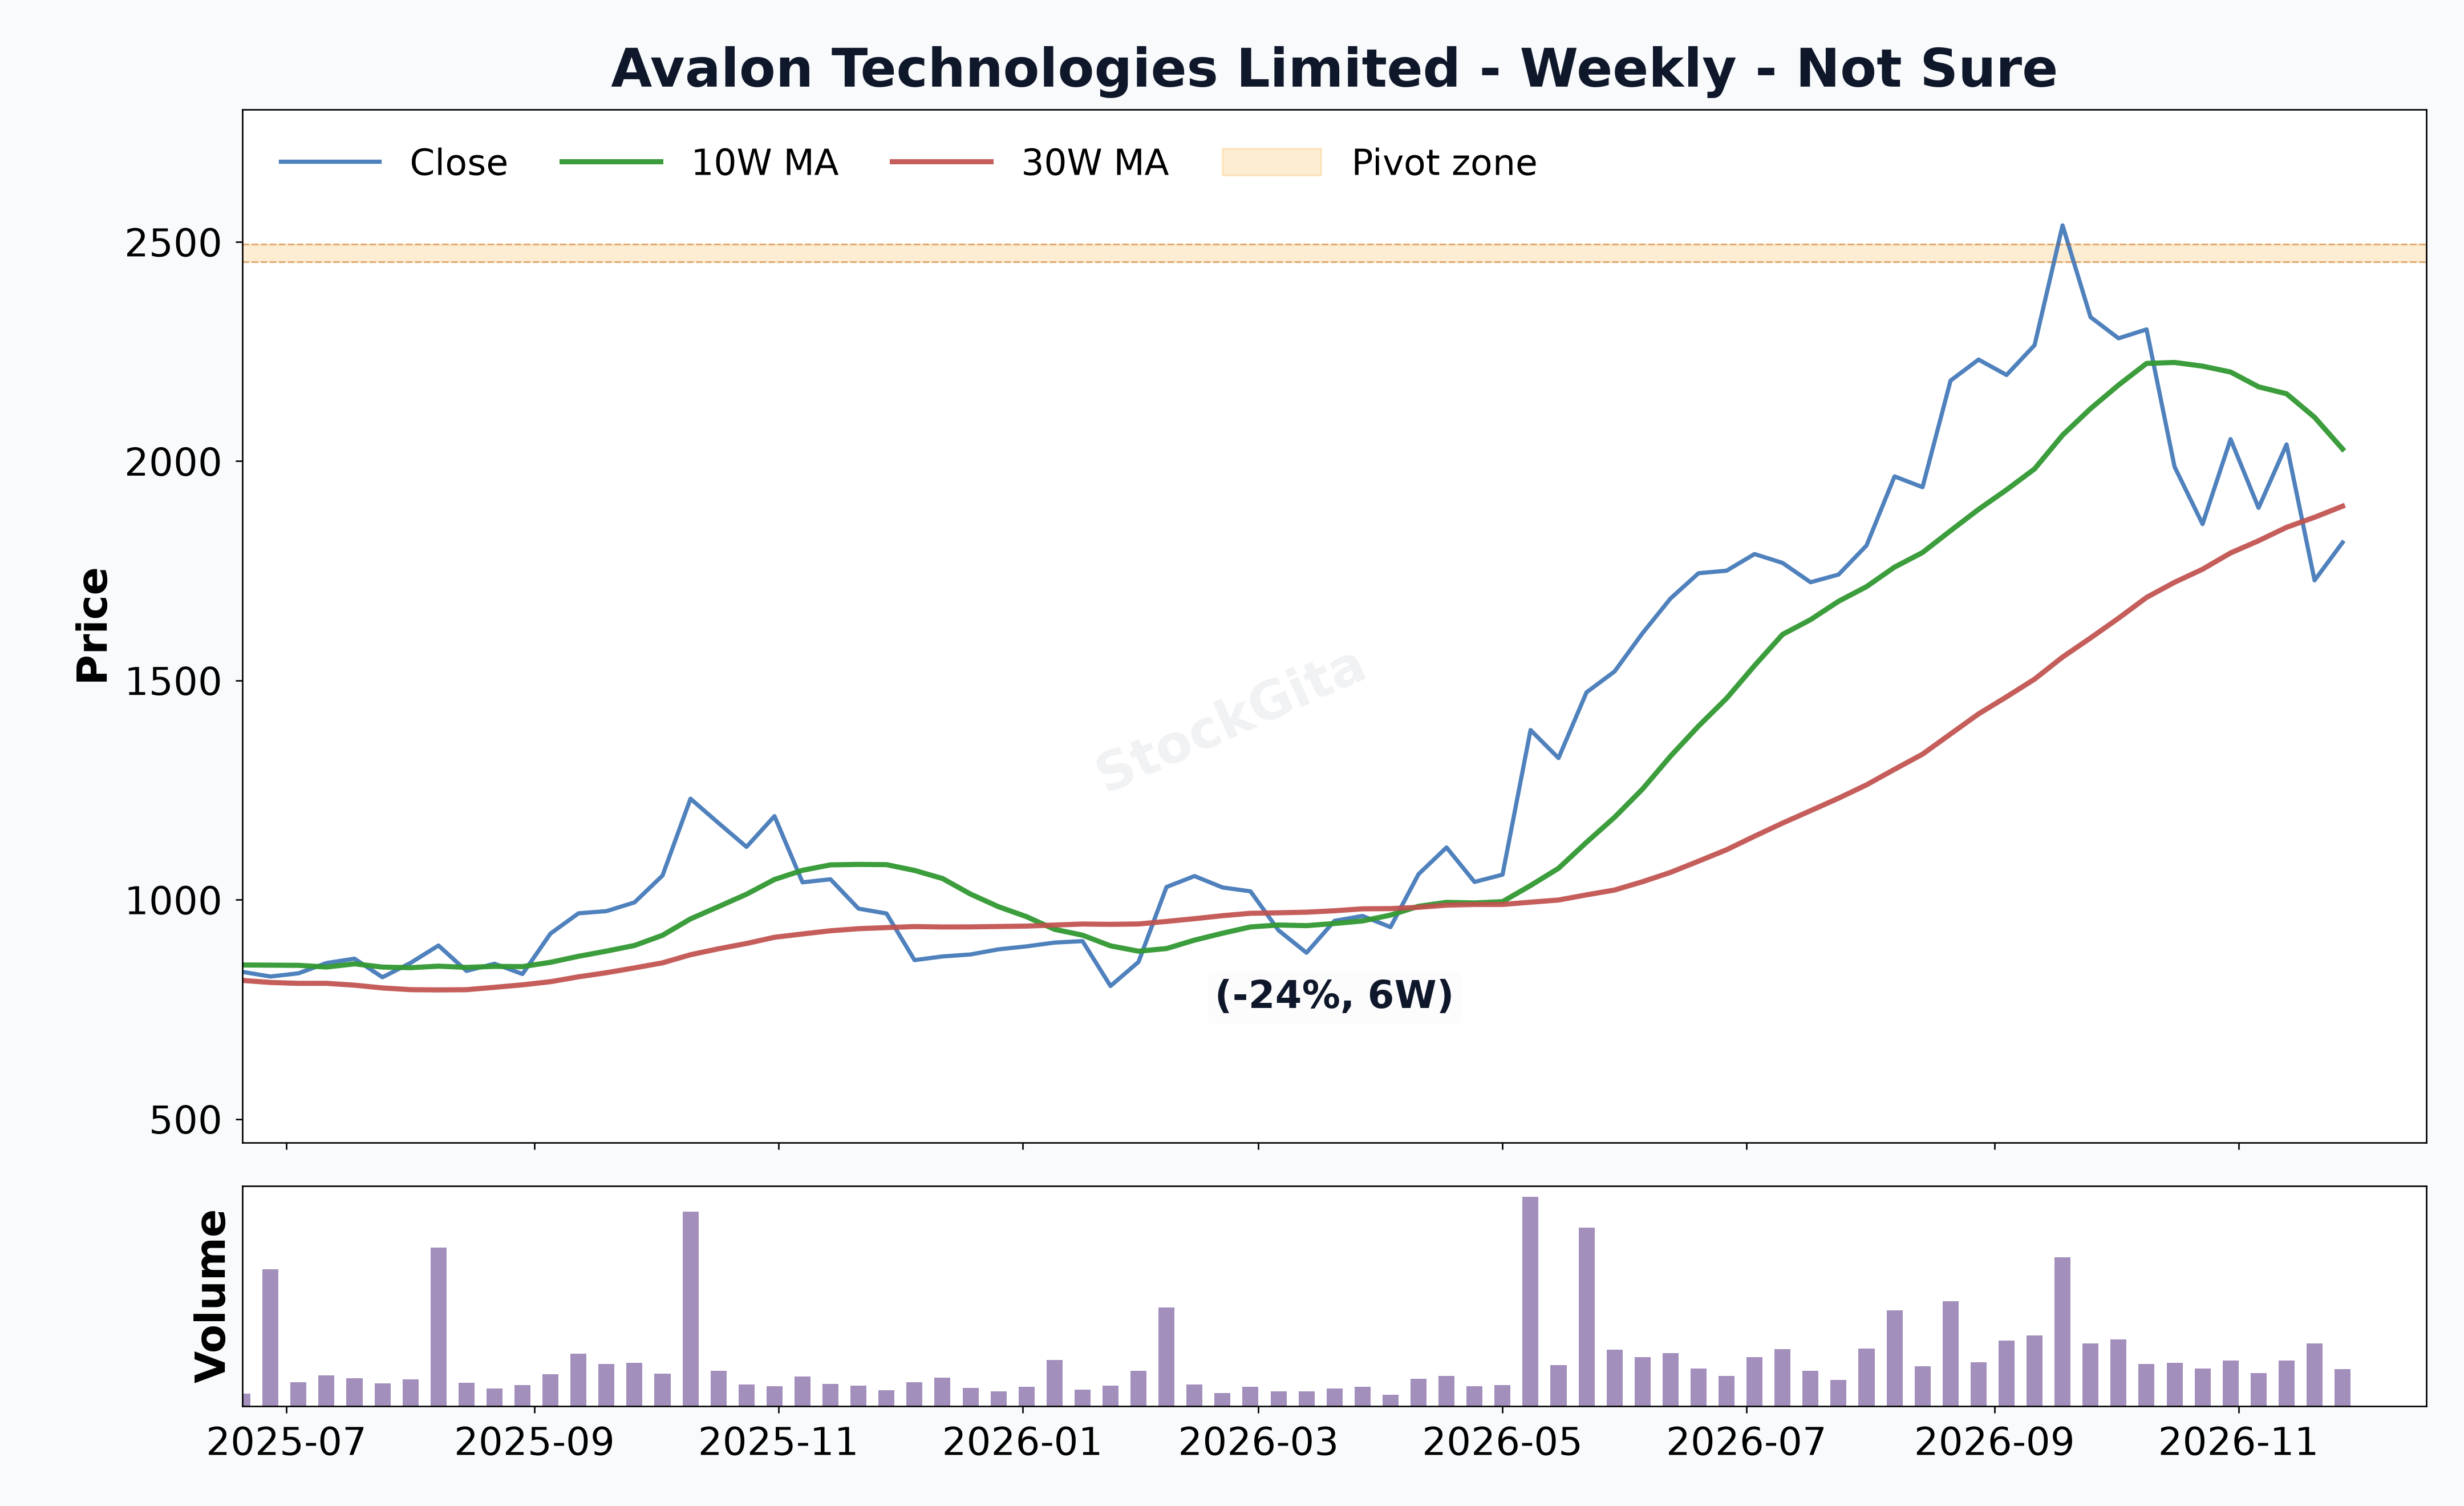 Avalon Technologies Limited - Weekly - Not Sure
Close 10W MA 30W MA Pivot zone
2500
2000
1500
1000
500
Price
StockGita
(-24%, 6W)
Volume
2025-07 2025-09 2025-11 2026-01 2026-03 2026-05 2026-07 2026-09 2026-11